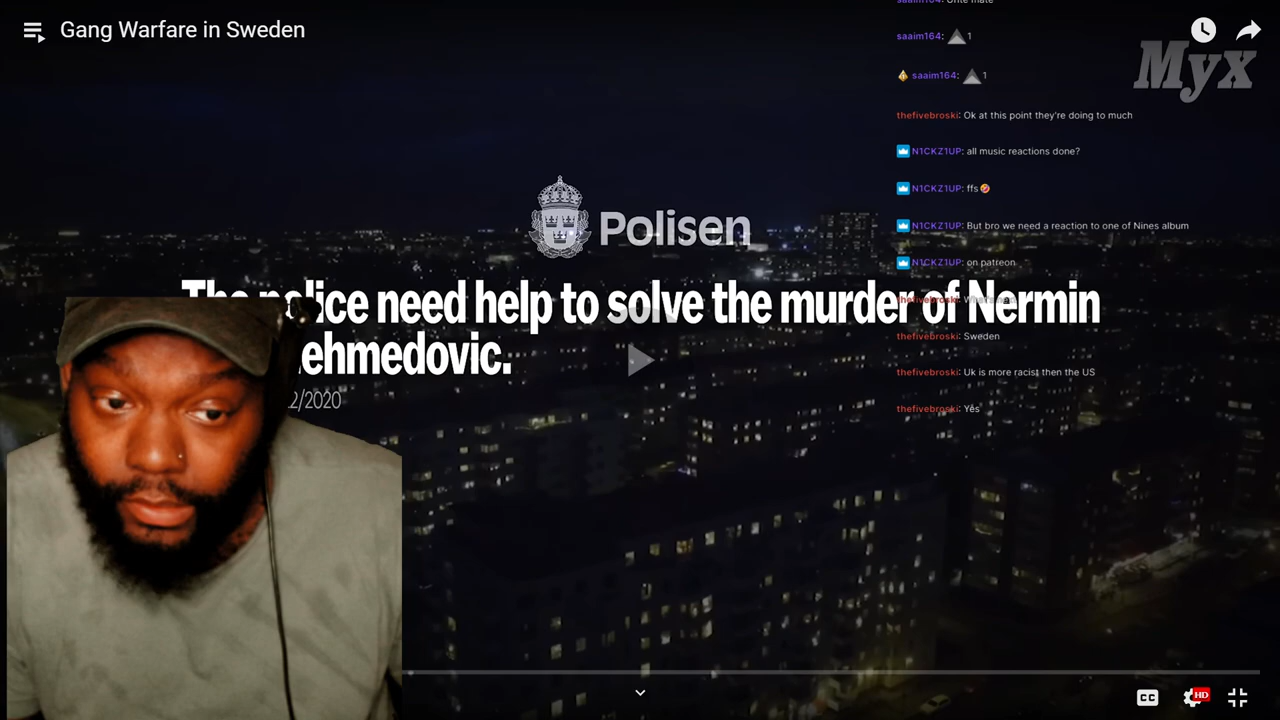 Gang Warfare in Sweden
saaim164:
saaim164: 1
saaim164: 1
Myx
thefivebroski: Ok at this point they're doing to much
N1CKZ1UP: all music reactions done?
N1CKZ1UP: ffs
N1CKZ1UP: But bro we need a reaction to one of Nines album
N1CKZ1UP: on patreon
Polisen
The police need help to solve the murder of Nermin
ehmedovic.
2/2020
thefivebroski:
thefivebroski: Sweden
thefivebroski: Uk is more racist then the US
thefivebroski: Yes
CC
HD